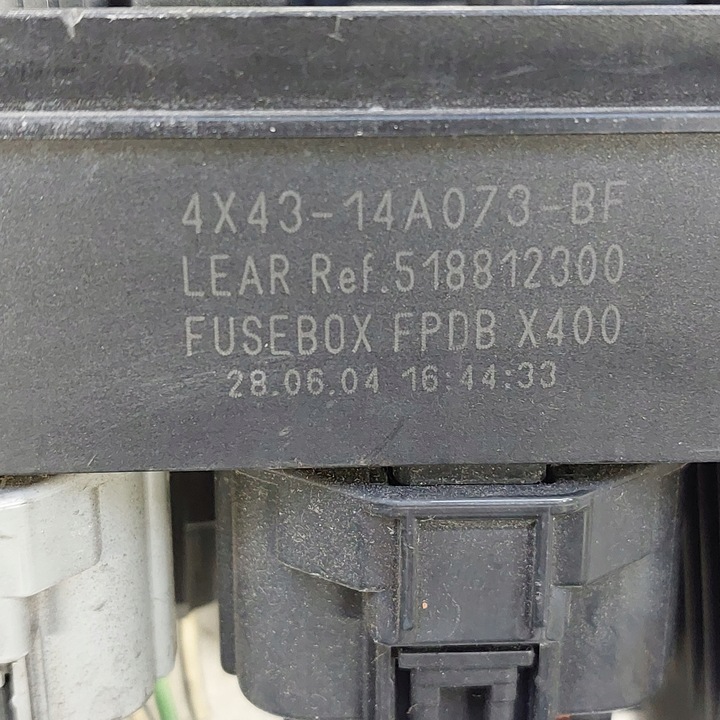 4X43-14A073-BF
LEAR Ref.518812300
FUSEBOX FPDB X400
28.06.04 16:44:33